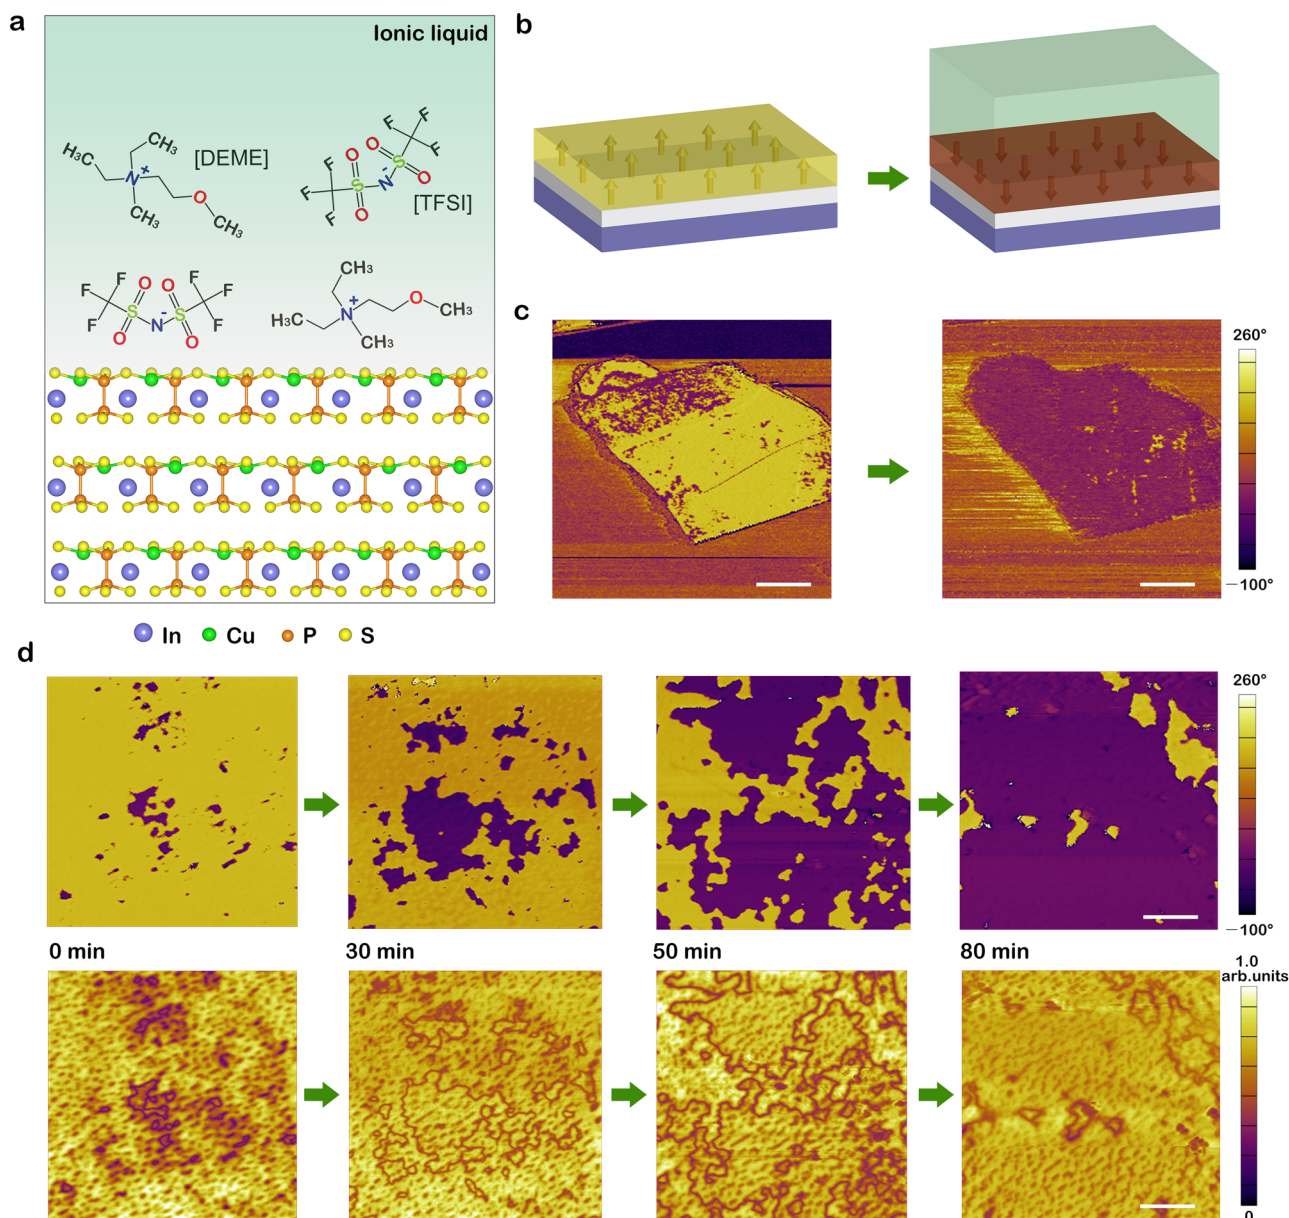 a
Ionic liquid
CH₃
H₃C
N
+
[DEME]
O
CH₃
CH₃
F
F
F
O
S
O
N
-
F
F
F
S
O
O
[TFSI]
F
F
F
O
S
O
N
-
O
S
O
F
F
F
CH₃
H₃C
N
+
CH₃
O
CH₃
In
Cu
P
S
b
c
260°
—100°
d
260°
—100°
0 min
30 min
50 min
80 min
1.0
arb.units
0